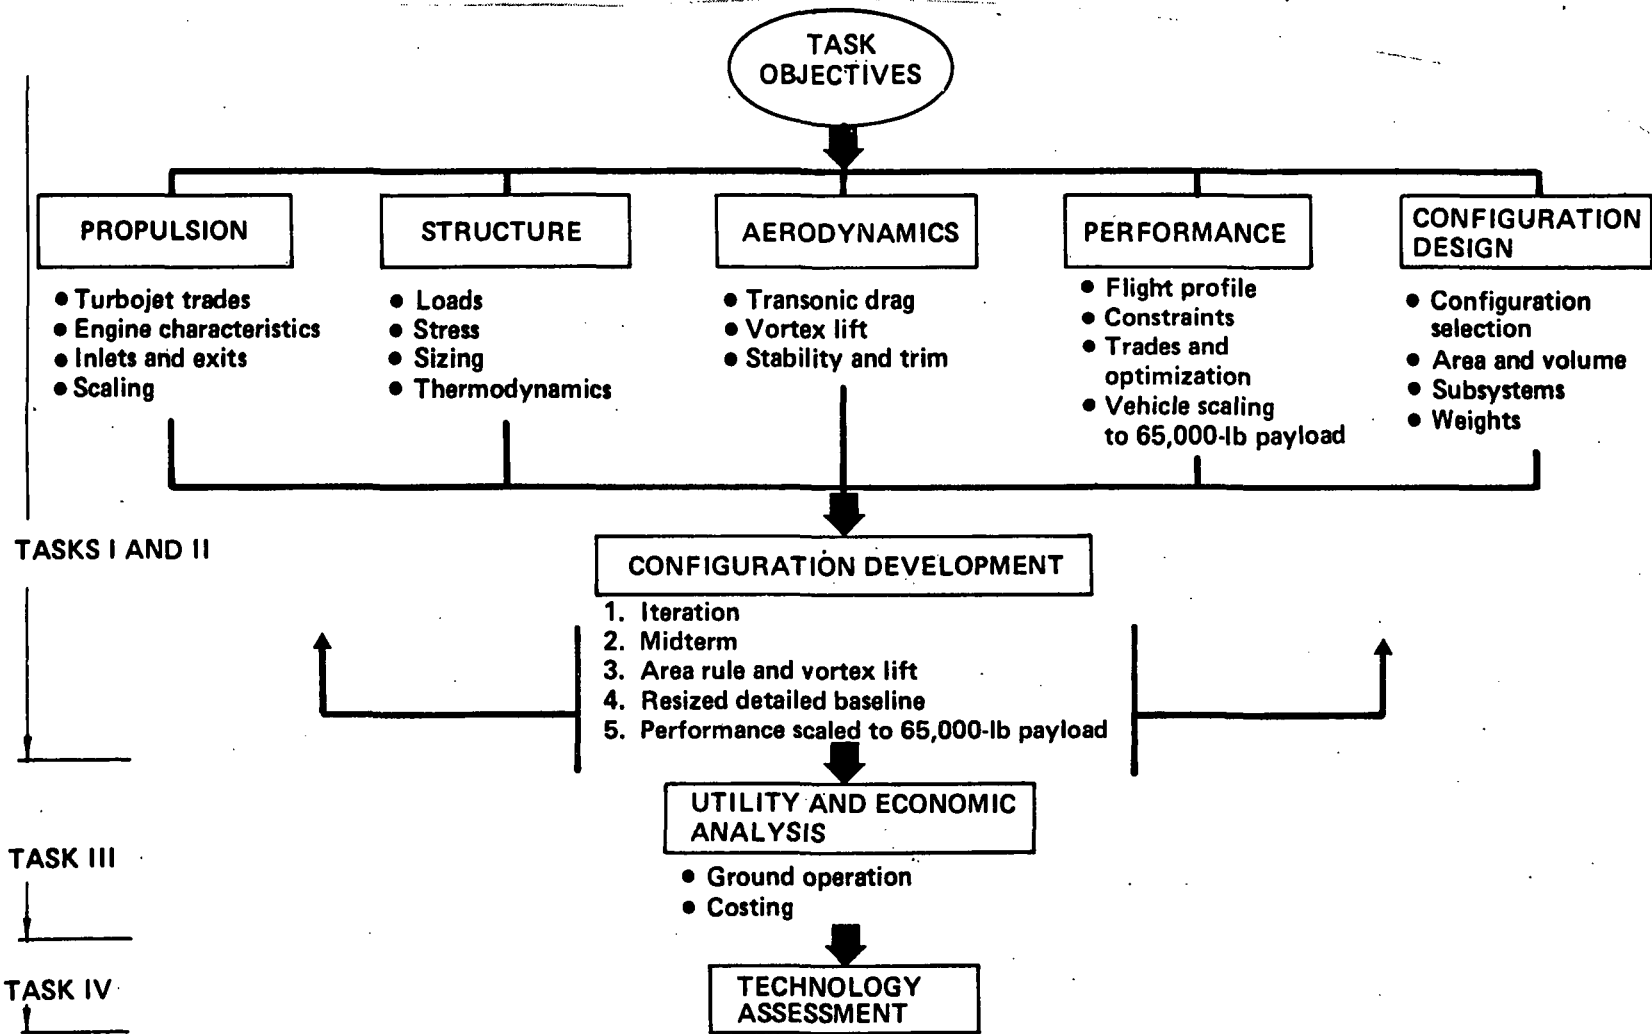 TASK
OBJECTIVES
PROPULSION
● Turbojet trades
● Engine characteristics
● Inlets and exits
● Scaling
STRUCTURE
● Loads
● Stress
● Sizing
● Thermodynamics
AERODYNAMICS
● Transonic drag
● Vortex lift
● Stability and trim
PERFORMANCE
● Flight profile
● Constraints
● Trades and
optimization
● Vehicle scaling
to 65,000-lb payload
CONFIGURATION
DESIGN
● Configuration
selection
● Area and volume
● Subsystems
● Weights
TASKS I AND II
CONFIGURATION DEVELOPMENT
1. Iteration
2. Midterm
3. Area rule and vortex lift
4. Resized detailed baseline
5. Performance scaled to 65,000-lb payload
UTILITY AND ECONOMIC
ANALYSIS
TASK III
● Ground operation
● Costing
TASK IV
TECHNOLOGY
ASSESSMENT